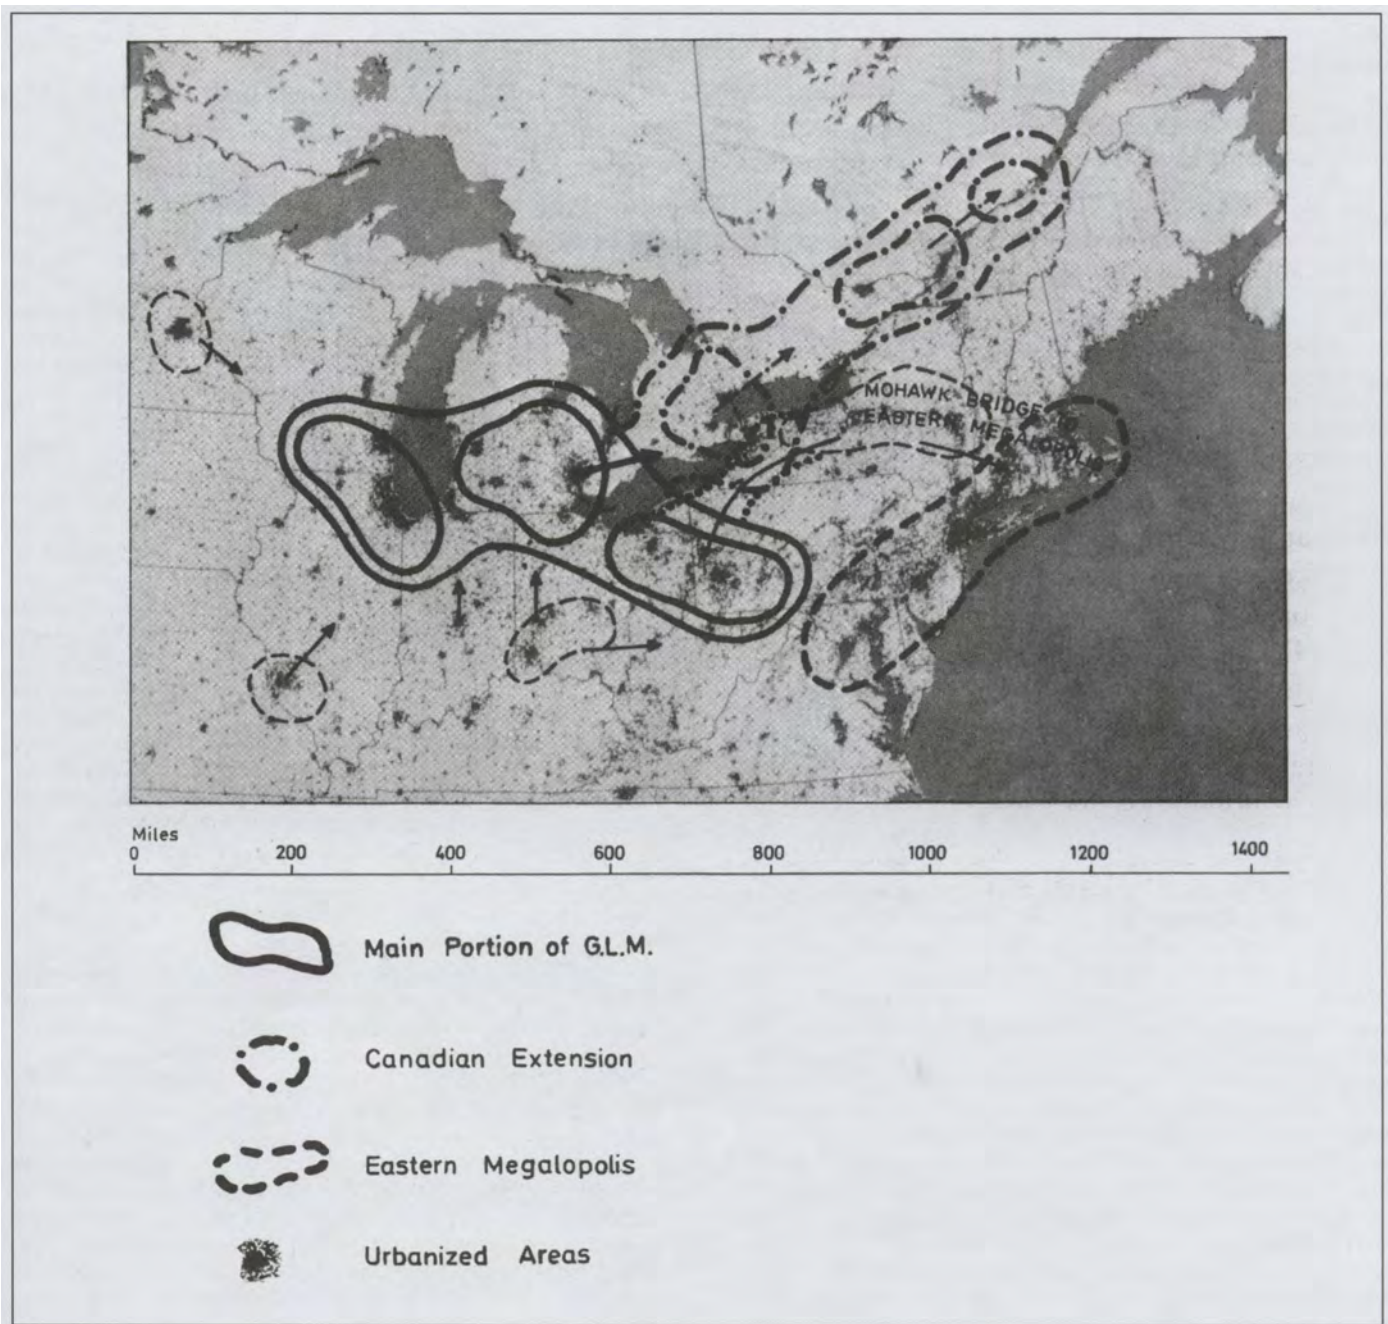 MOHAWK BRIDGE TO
EASTERN MEGALOPOLIS
Miles
0 200 400 600 800 1000 1200 1400
Main Portion of G.L.M.
Canadian Extension
Eastern Megalopolis
Urbanized Areas